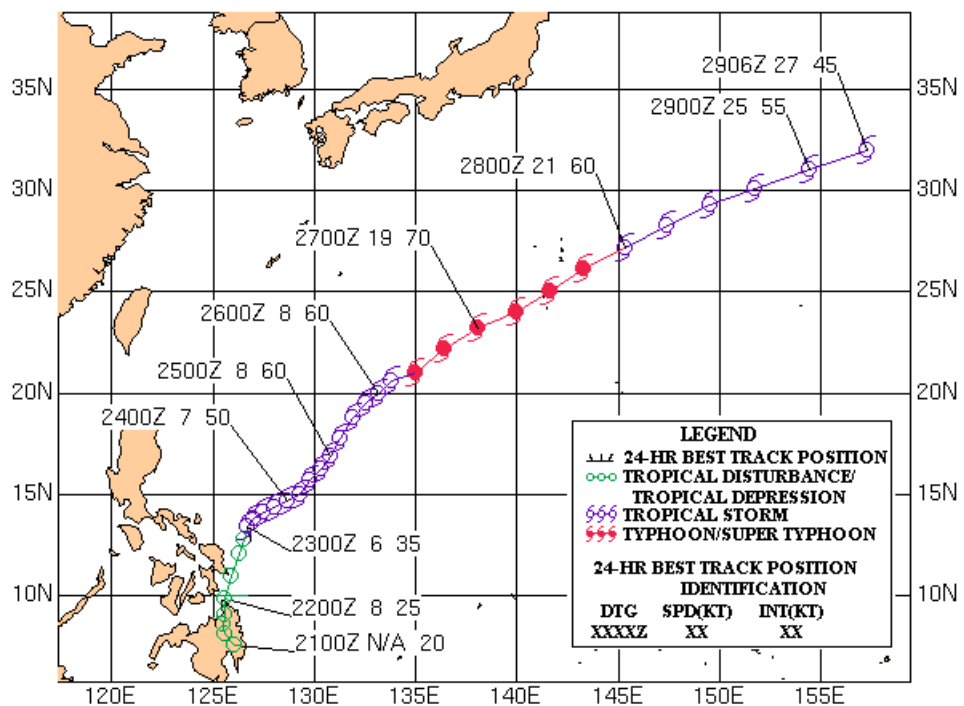 2906Z 27 45
35N
35N
2900Z 25 55
2800Z 21 60
30N
30N
2700Z 19 70
25N
25N
2600Z 8 60
2500Z 8 60
20N
20N
2400Z 7 50
LEGEND
24-HR BEST TRACK POSITION
TROPICAL DISTURBANCE/
TROPICAL DEPRESSION
TROPICAL STORM
TYPHOON/SUPER TYPHOON
15N
15N
2300Z 6 35
24-HR BEST TRACK POSITION
IDENTIFICATION
DTG SPD(KT) INT(KT)
XXXXZ XX XX
10N
10N
2200Z 8 25
2100Z N/A 20
120E 125E 130E 135E 140E 145E 150E 155E